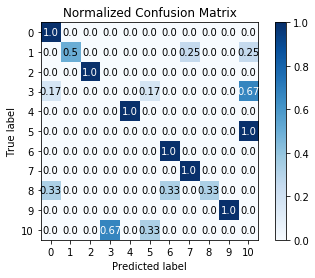 Normalized Confusion Matrix
0 1.0 0.0 0.0 0.0 0.0 0.0 0.0 0.0 0.0 0.0 0.0
1 0.0 0.5 0.0 0.0 0.0 0.0 0.0 0.25 0.0 0.0 0.25
2 0.0 0.0 1.0 0.0 0.0 0.0 0.0 0.0 0.0 0.0 0.0
3 0.17 0.0 0.0 0.0 0.0 0.17 0.0 0.0 0.0 0.0 0.67
4 0.0 0.0 0.0 0.0 1.0 0.0 0.0 0.0 0.0 0.0 0.0
5 0.0 0.0 0.0 0.0 0.0 0.0 0.0 0.0 0.0 0.0 1.0
6 0.0 0.0 0.0 0.0 0.0 0.0 1.0 0.0 0.0 0.0 0.0
7 0.0 0.0 0.0 0.0 0.0 0.0 0.0 1.0 0.0 0.0 0.0
8 0.33 0.0 0.0 0.0 0.0 0.0 0.33 0.0 0.33 0.0 0.0
9 0.0 0.0 0.0 0.0 0.0 0.0 0.0 0.0 0.0 1.0 0.0
10 0.0 0.0 0.0 0.67 0.0 0.33 0.0 0.0 0.0 0.0 0.0
0 1 2 3 4 5 6 7 8 9 10
True label
Predicted label
1.0
0.8
0.6
0.4
0.2
0.0